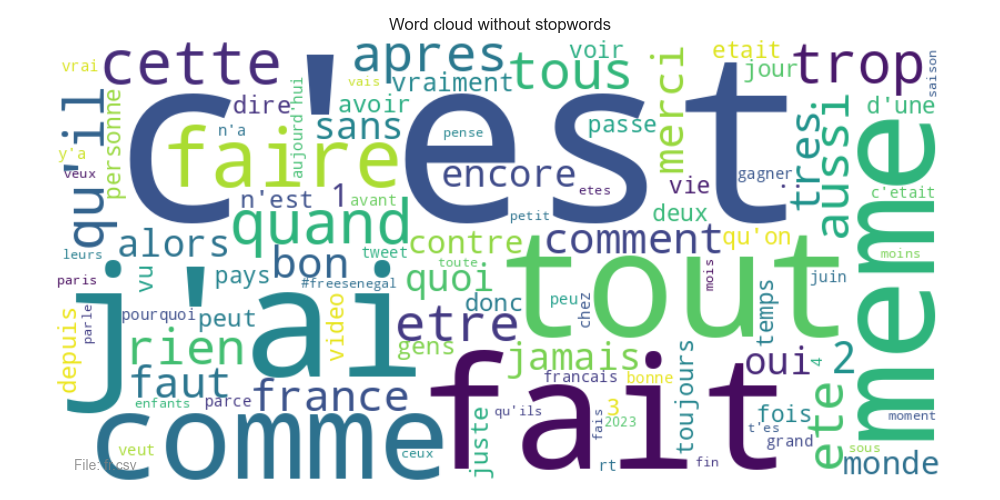 Word cloud without stopwords
vrai
cette
apres
voir
etait
trop
saison
tous
vraiment
vais
jour
merci
qu'il
personne
dire
aujourd'hui
avoir
c'est
d'une
sans
n'a
pense
passe
tres
aussi
meme
y'a
faire
veux
encore
vie
gagner
etes
n'est
1
avant
c'etait
quand
petit
deux
alors
contre
comment
qu'on
leurs
bon
tweet
toute
moins
paris
vu
pays
#freesenegal
quoi
tout
mois
juin
j'ai
donc
peu
chez
temps
depuis
parle
pourquoi
peut
video
etre
rien
gens
jamais
oui
4
2
faut
france
francais
bonne
toujours
enfants
parce
fait
comme
juste
qu'ils
fais
3
2023
fois
t'es
grand
ete
moment
veut
ceux
rt
fin
sous
monde
File: fr.csv